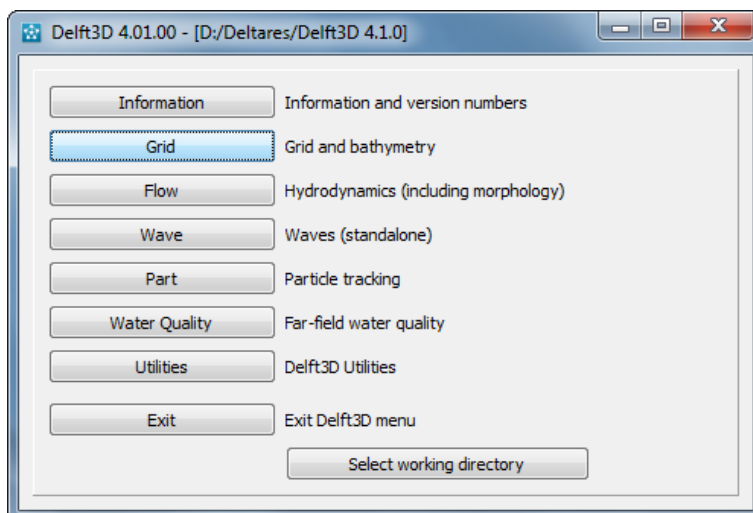 Delft3D 4.01.00 - [D:/Deltares/Delft3D 4.1.0]
Information Information and version numbers
Grid Grid and bathymetry
Flow Hydrodynamics (including morphology)
Wave Waves (standalone)
Part Particle tracking
Water Quality Far-field water quality
Utilities Delft3D Utilities
Exit Exit Delft3D menu
Select working directory